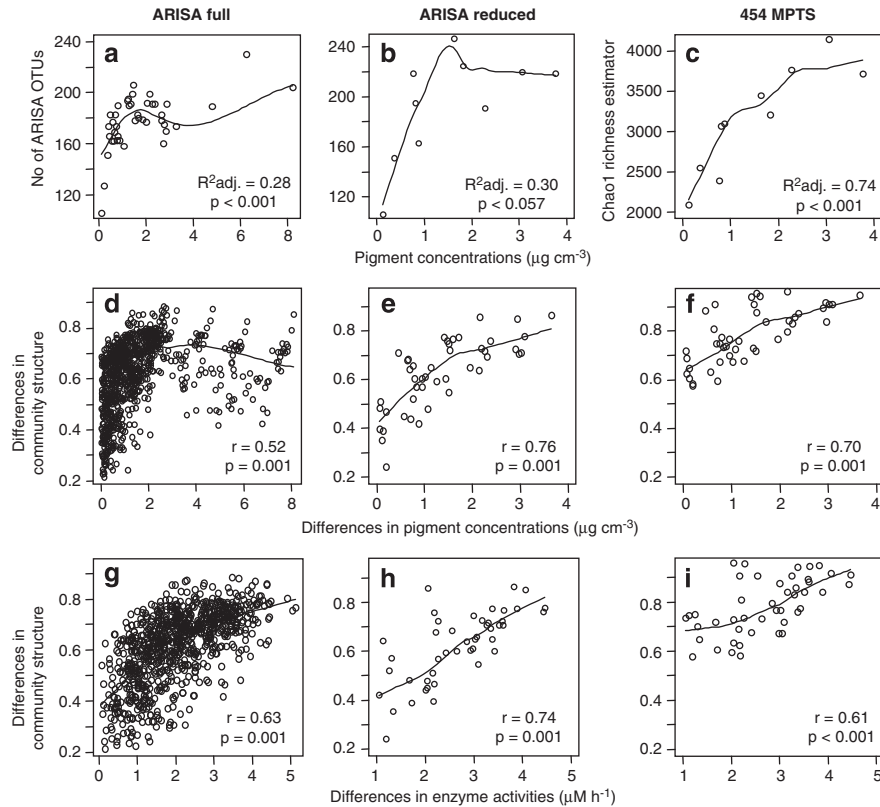 ARISA full ARISA reduced 454 MPTS
a b c
No of ARISA OTUs
240
200
160
120
0 2 4 6 8
R²adj. = 0.28
p < 0.001
240
200
160
120
0 1 2 3 4
R²adj. = 0.30
p < 0.057
Chao1 richness estimator
4000
3500
3000
2500
2000
0 1 2 3 4
R²adj. = 0.74
p < 0.001
Pigment concentrations (µg cm⁻³)
d e f
Differences in
community structure
0.8
0.6
0.4
0.2
0 2 4 6 8
r = 0.52
p = 0.001
0.8
0.6
0.4
0.2
0 1 2 3 4
r = 0.76
p = 0.001
0.8
0.6
0.4
0.2
0 1 2 3 4
r = 0.70
p = 0.001
Differences in pigment concentrations (µg cm⁻³)
g h i
Differences in
community structure
0.8
0.6
0.4
0.2
0 1 2 3 4 5
r = 0.63
p = 0.001
0.8
0.6
0.4
0.2
1 2 3 4 5
r = 0.74
p = 0.001
0.8
0.6
0.4
0.2
1 2 3 4 5
r = 0.61
p < 0.001
Differences in enzyme activities (µM h⁻¹)